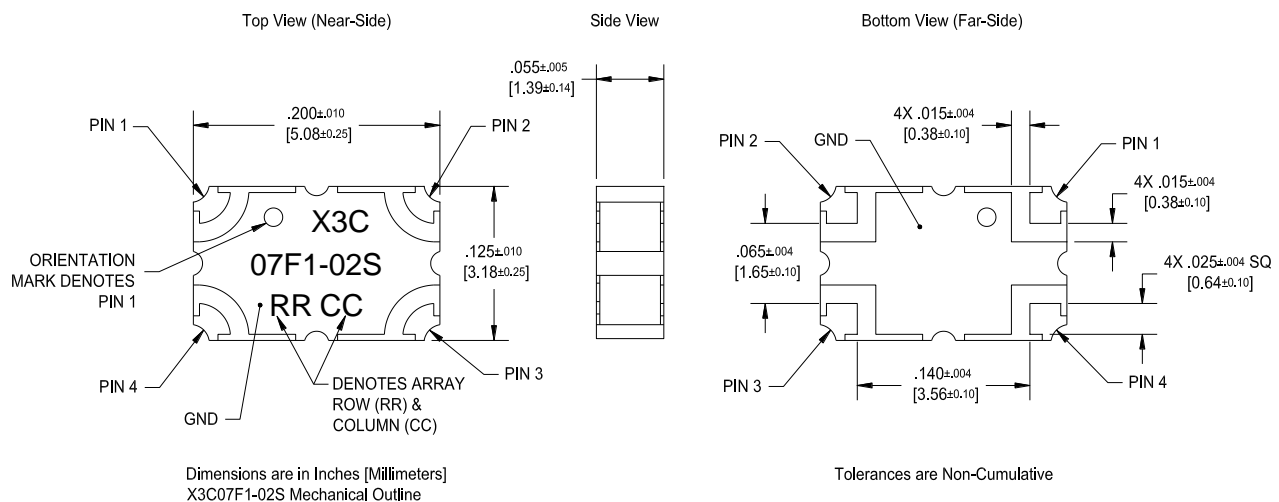 Top View (Near-Side)
Side View
Bottom View (Far-Side)
.055±.005
[1.39±0.14]
.200±.010
[5.08±0.25]
PIN 1
PIN 2
4X .015±.004
[0.38±0.10]
PIN 2
GND
PIN 1
4X .015±.004
[0.38±0.10]
X3C
07F1-02S
RR CC
.125±.010
[3.18±0.25]
ORIENTATION
MARK DENOTES
PIN 1
.065±.004
[1.65±0.10]
4X .025±.004 SQ
[0.64±0.10]
PIN 4
PIN 3
GND
DENOTES ARRAY
ROW (RR) &
COLUMN (CC)
PIN 3
PIN 4
.140±.004
[3.56±0.10]
Dimensions are in Inches [Millimeters]
X3C07F1-02S Mechanical Outline
Tolerances are Non-Cumulative